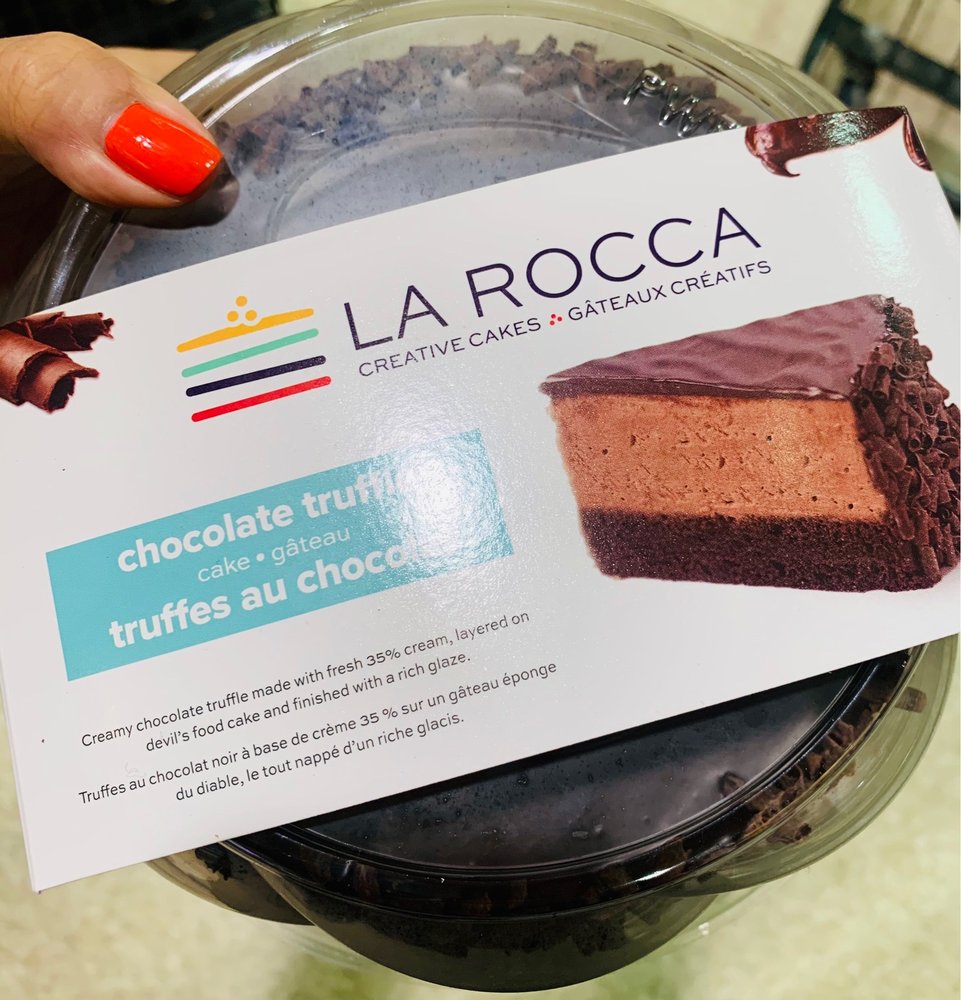 LA ROCCA
CREATIVE CAKES GÂTEAUX CRÉATIFS
chocolate
cake • gâteau
truffes au
Creamy chocolate truffle made with fresh 35% cream, layered on
devil's food cake and finished with a rich glaze.
Truffes au chocolat noir à base de crème 35 % sur un gâteau éponge
du diable, le tout nappé d'un riche glacis.